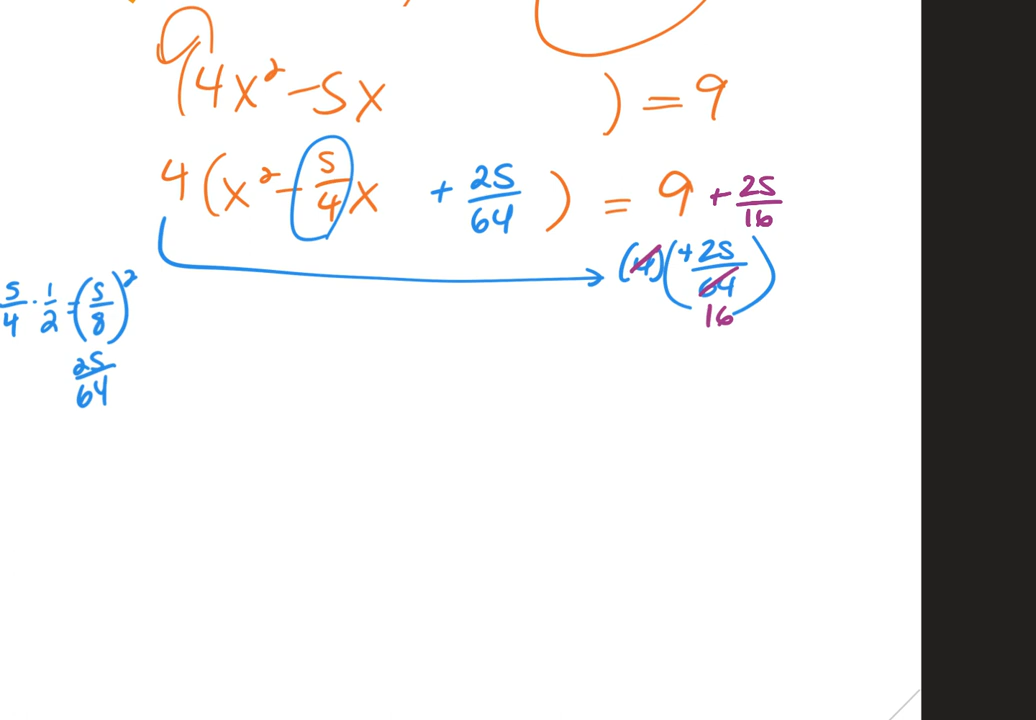 (4x² - 5x ) = 9
4(x² - 5/4 x + 25/64 ) = 9 + 25/16
(4)(+25/64)
16
5/4 · 1/2 = (5/8)²
25/64